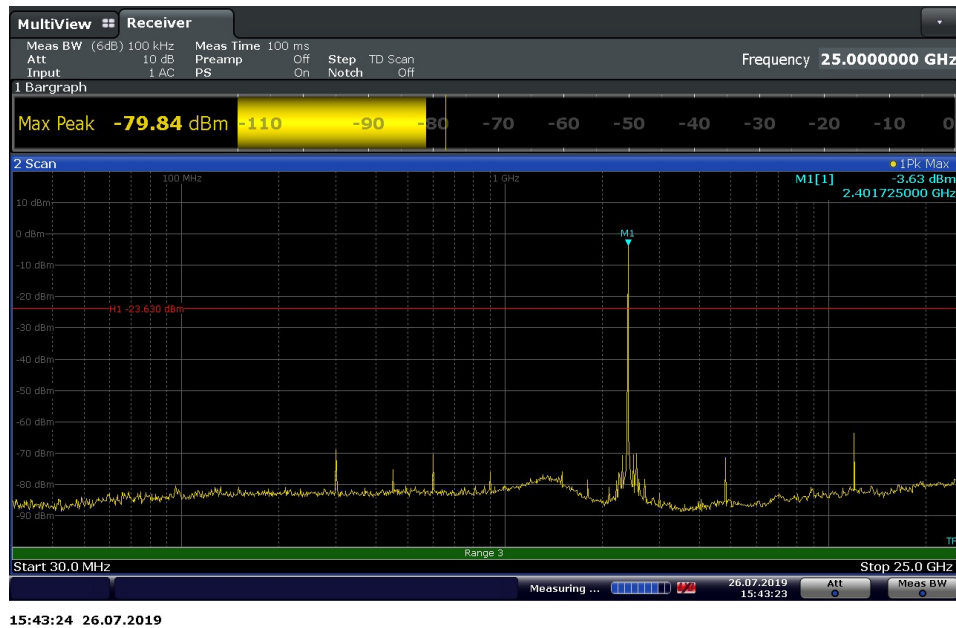 MultiView Receiver
Meas BW (6dB) 100 kHz Meas Time 100 ms
Att 10 dB Preamp Off Step TD Scan
Input 1 AC PS On Notch Off
Frequency 25.0000000 GHz
1 Bargraph
Max Peak -79.84 dBm -110 -90 -80 -70 -60 -50 -40 -30 -20 -10 0
2 Scan 1Pk Max
100 MHz 1 GHz M1[1] -3.63 dBm
2.401725000 GHz
10 dBm
0 dBm M1
-10 dBm
-20 dBm
H1 -23.630 dBm
-30 dBm
-40 dBm
-50 dBm
-60 dBm
-70 dBm
-80 dBm
-90 dBm
TF
Range 3
Start 30.0 MHz Stop 25.0 GHz
Measuring ... 26.07.2019 Att Meas BW
15:43:23
15:43:24 26.07.2019